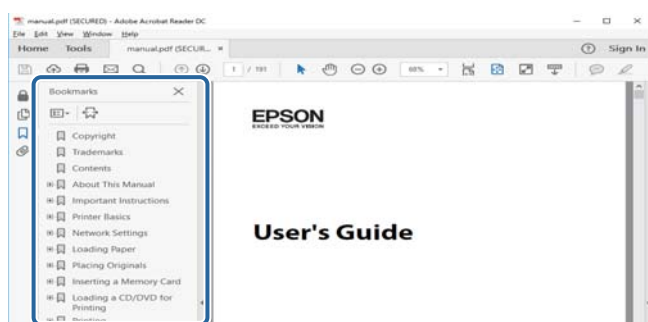 manual.pdf (SECURED) - Adobe Acrobat Reader DC
File Edit View Window Help
Home Tools manual.pdf (SECUR... ×
Sign In
1 / 191
68%
Bookmarks
Copyright
Trademarks
Contents
About This Manual
Important Instructions
Printer Basics
Network Settings
Loading Paper
Placing Originals
Inserting a Memory Card
Loading a CD/DVD for
Printing
Printing
EPSON
EXCEED YOUR VISION
User's Guide